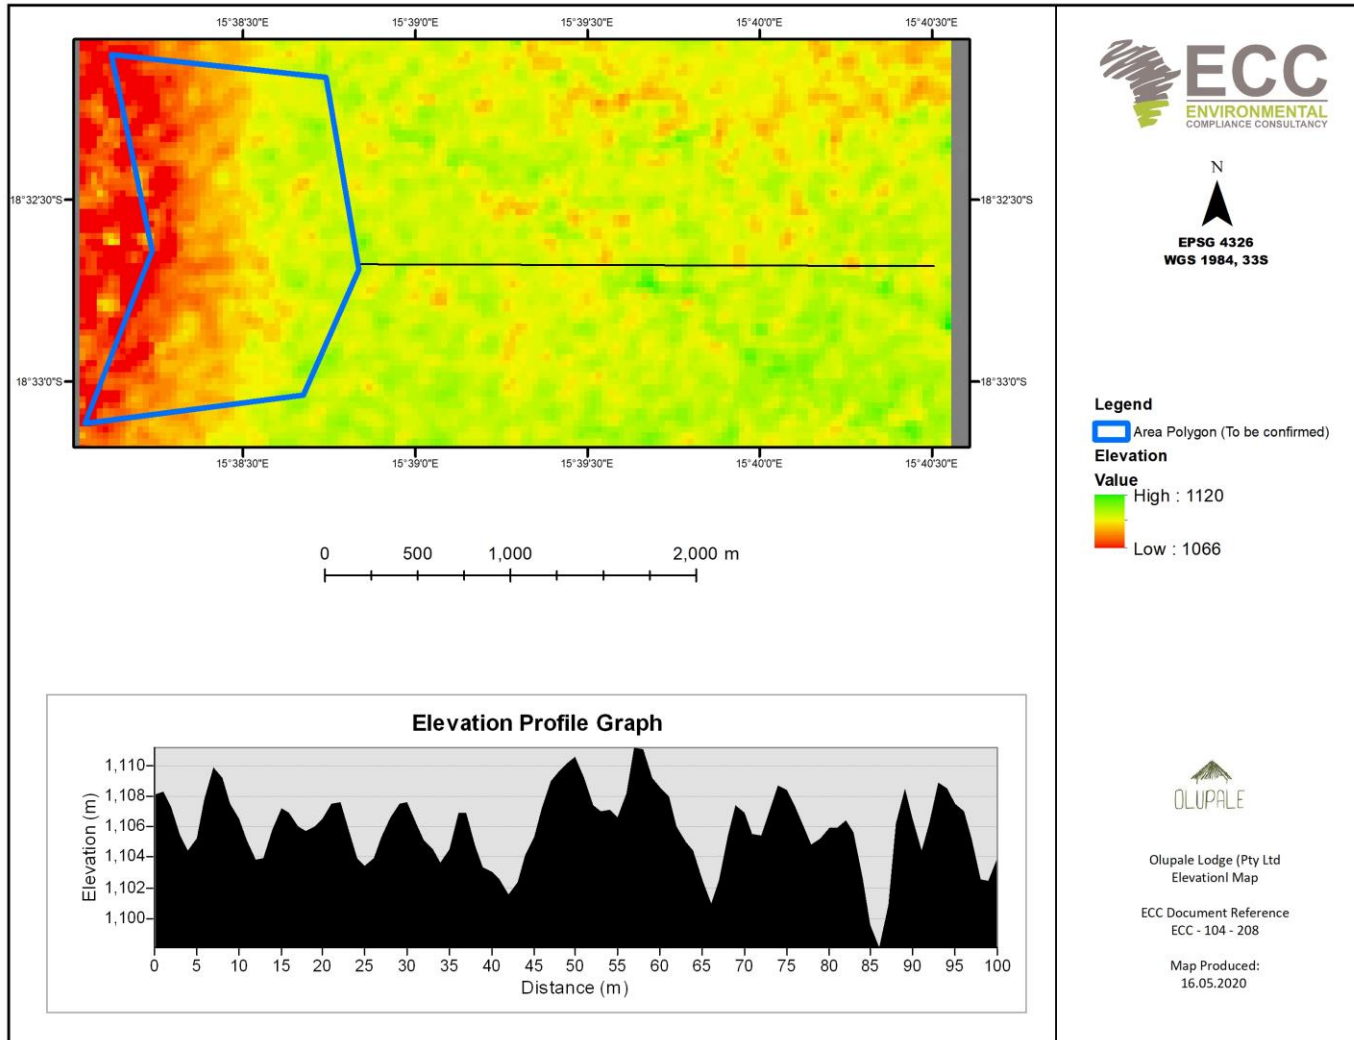 15°38'30"E 15°39'0"E 15°39'30"E 15°40'0"E 15°40'30"E
18°32'30"S 18°32'30"S
18°33'0"S 18°33'0"S
15°38'30"E 15°39'0"E 15°39'30"E 15°40'0"E 15°40'30"E
0 500 1,000 2,000 m
Elevation Profile Graph
Elevation (m)
1,110
1,108
1,106
1,104
1,102
1,100
0 5 10 15 20 25 30 35 40 45 50 55 60 65 70 75 80 85 90 95 100
Distance (m)
ECC
ENVIRONMENTAL
COMPLIANCE CONSULTANCY
N
EPSG 4326
WGS 1984, 33S
Legend
Area Polygon (To be confirmed)
Elevation
Value
High : 1120
Low : 1066
OLUPALE
Olupale Lodge (Pty Ltd
Elevationl Map
ECC Document Reference
ECC - 104 - 208
Map Produced:
16.05.2020